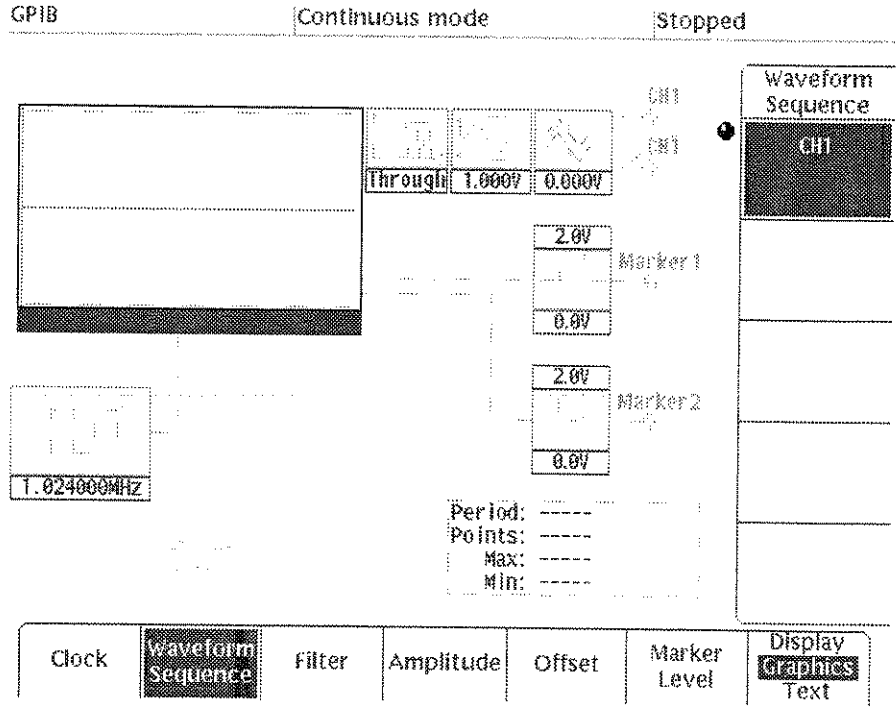 GPIB Continuous mode Stopped
Waveform
Sequence
CH1
CH1
CH1
Through 1.000V 0.000V
2.0V
Marker1
0.0V
2.0V
Marker2
0.0V
1.024000MHz
Period: -----
Points: -----
Max: -----
Min: -----
Clock
Waveform
Sequence
Filter
Amplitude
Offset
Marker
Level
Display
Graphics
Text